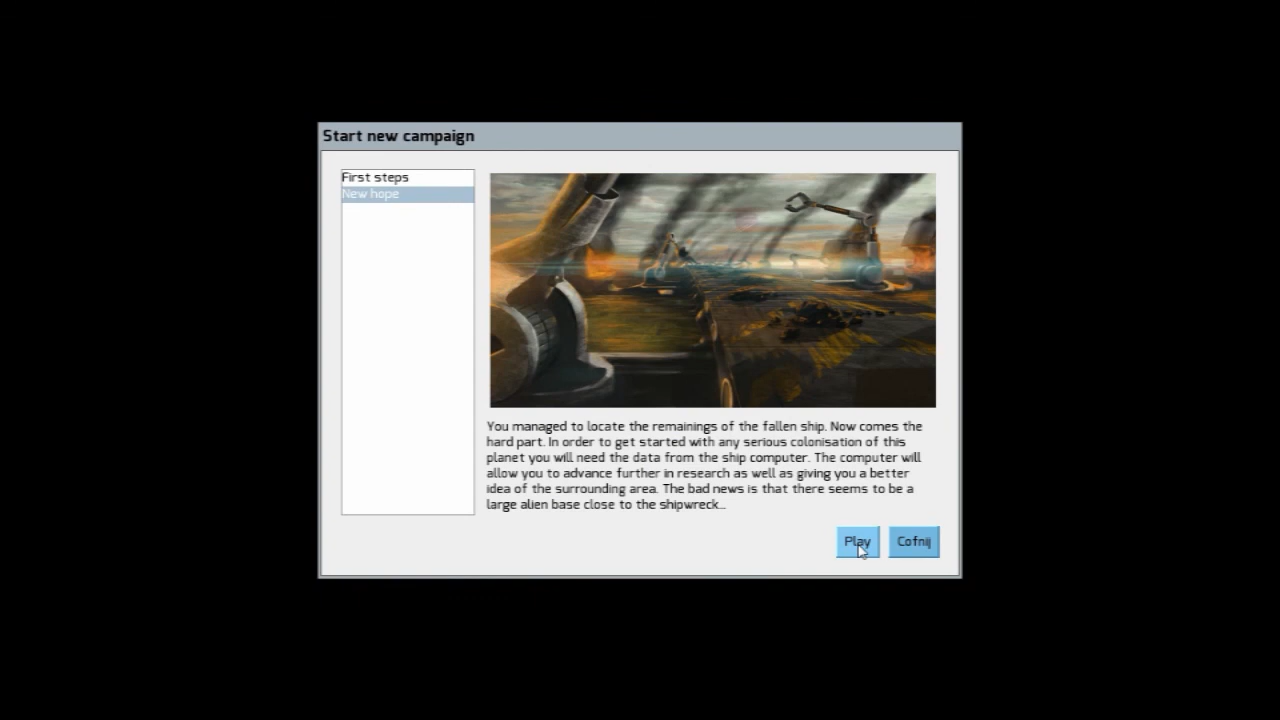 Start new campaign
First steps
New hope
You managed to locate the remainings of the fallen ship. Now comes the
hard part. In order to get started with any serious colonisation of this
planet you will need the data from the ship computer. The computer will
allow you to advance further in research as well as giving you a better
idea of the surrounding area. The bad news is that there seems to be a
large alien base close to the shipwreck...
Play
Cofnij